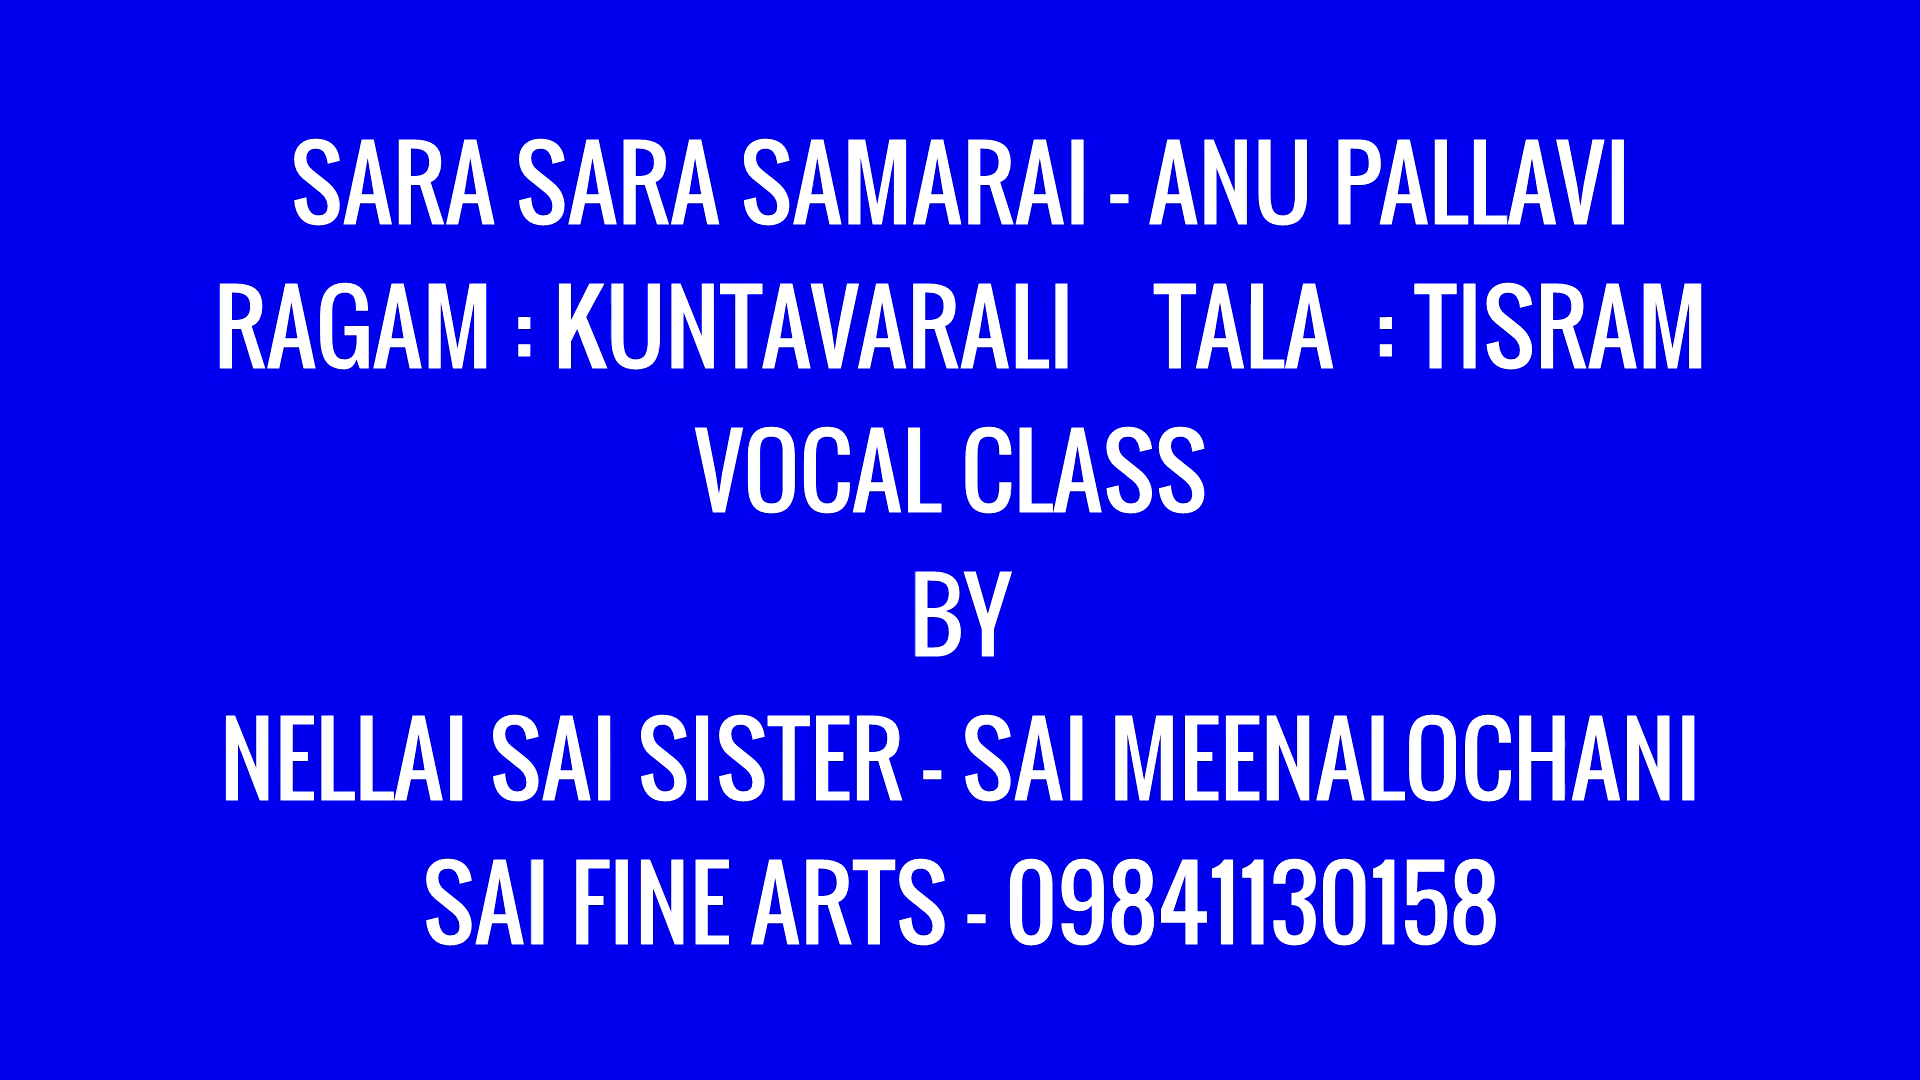 SARA SARA SAMARAI - ANU PALLAVI
RAGAM : KUNTAVARALI    TALA  : TISRAM
VOCAL CLASS
BY
NELLAI SAI SISTER - SAI MEENALOCHANI
SAI FINE ARTS - 09841130158